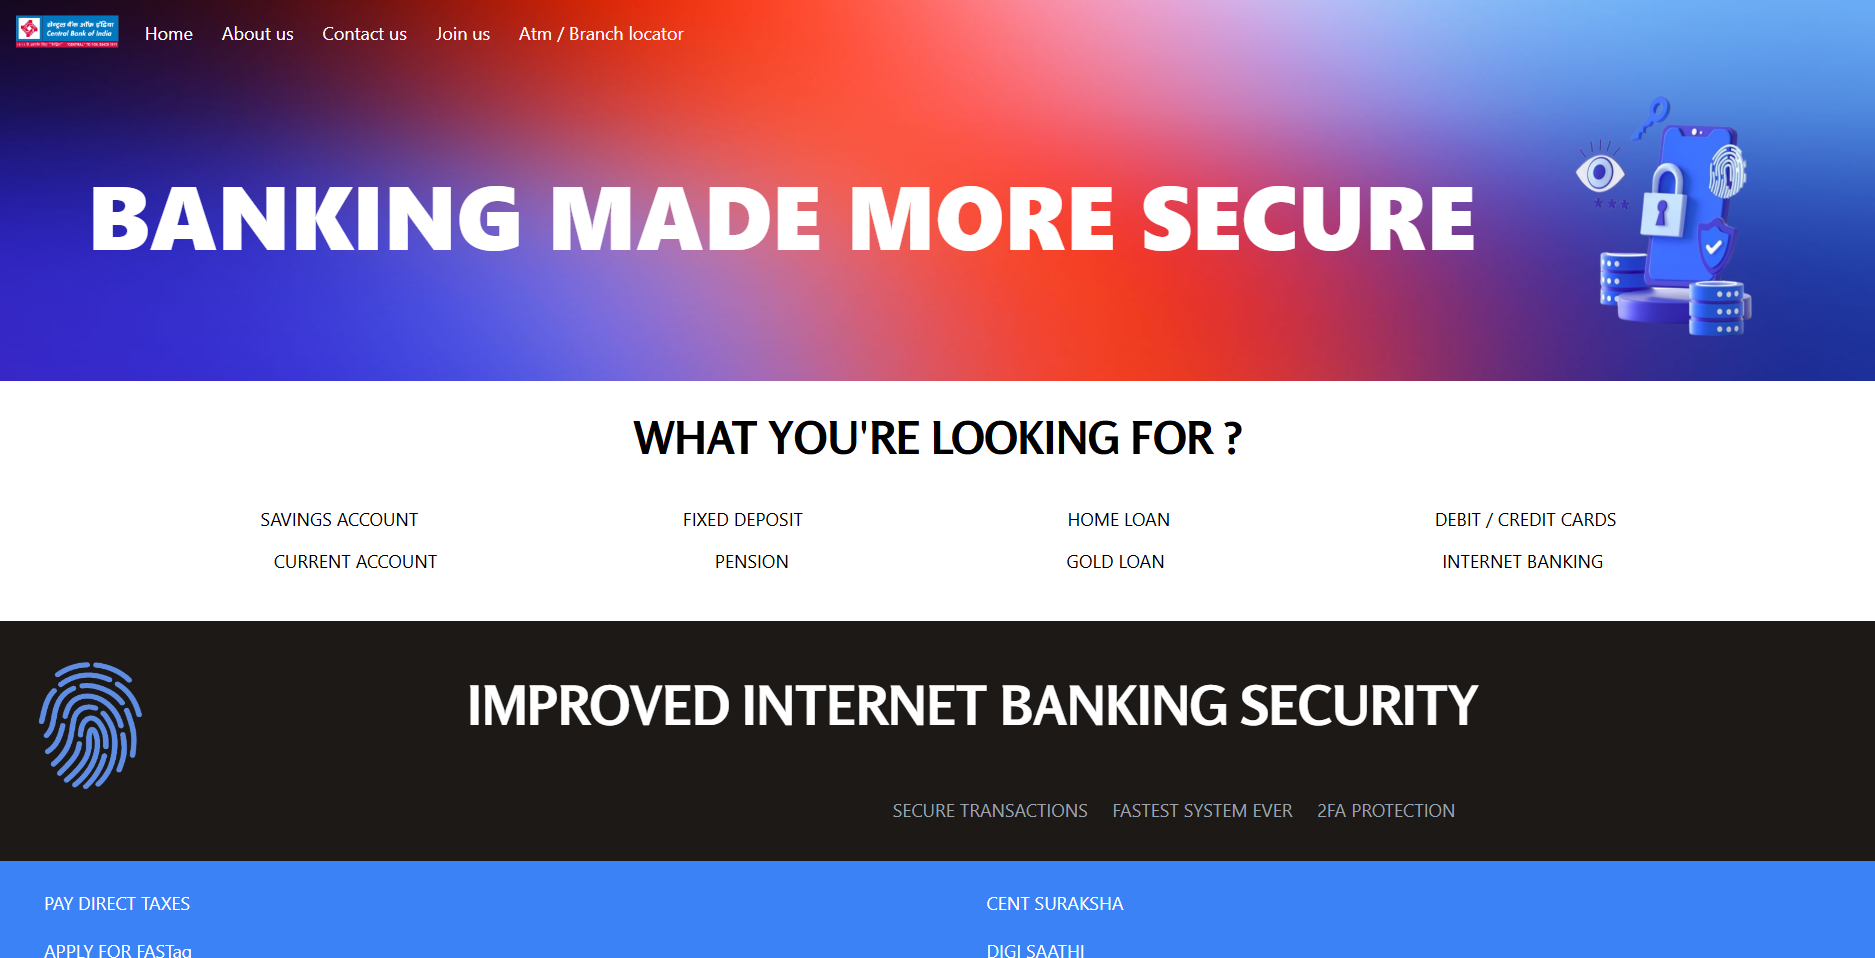 सेन्ट्रल बैंक ऑफ़ इंडिया
Central Bank of India
Home About us Contact us Join us Atm / Branch locator
BANKING MADE MORE SECURE
WHAT YOU'RE LOOKING FOR ?
SAVINGS ACCOUNT FIXED DEPOSIT HOME LOAN DEBIT / CREDIT CARDS
CURRENT ACCOUNT PENSION GOLD LOAN INTERNET BANKING
IMPROVED INTERNET BANKING SECURITY
SECURE TRANSACTIONS FASTEST SYSTEM EVER 2FA PROTECTION
PAY DIRECT TAXES CENT SURAKSHA
APPLY FOR FASTag DIGI SAATHI